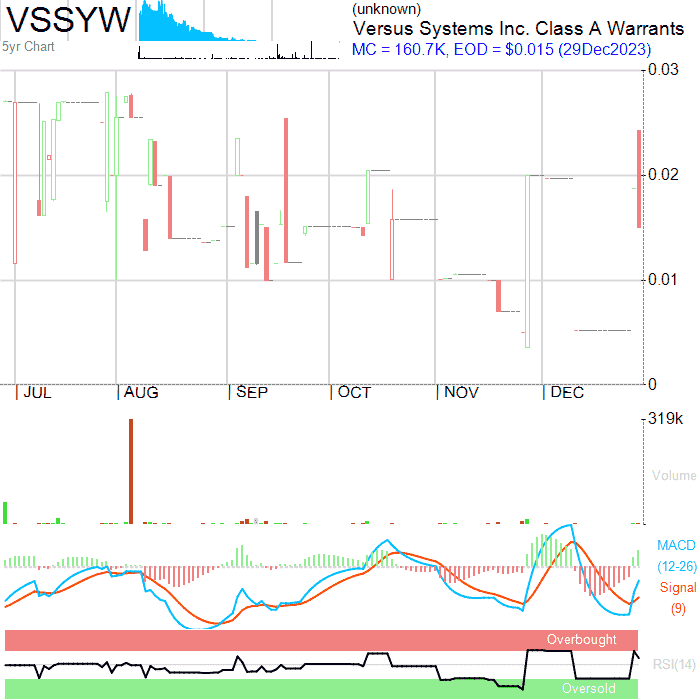 VSSYW
(unknown)
Versus Systems Inc. Class A Warrants
5yr Chart
MC = 160.7K, EOD = $0.015 (29Dec2023)
0.03
0.02
0.01
0
JUL
AUG
SEP
OCT
NOV
DEC
319k
Volume
MACD
(12-26)
Signal
(9)
Overbought
RSI(14)
Oversold